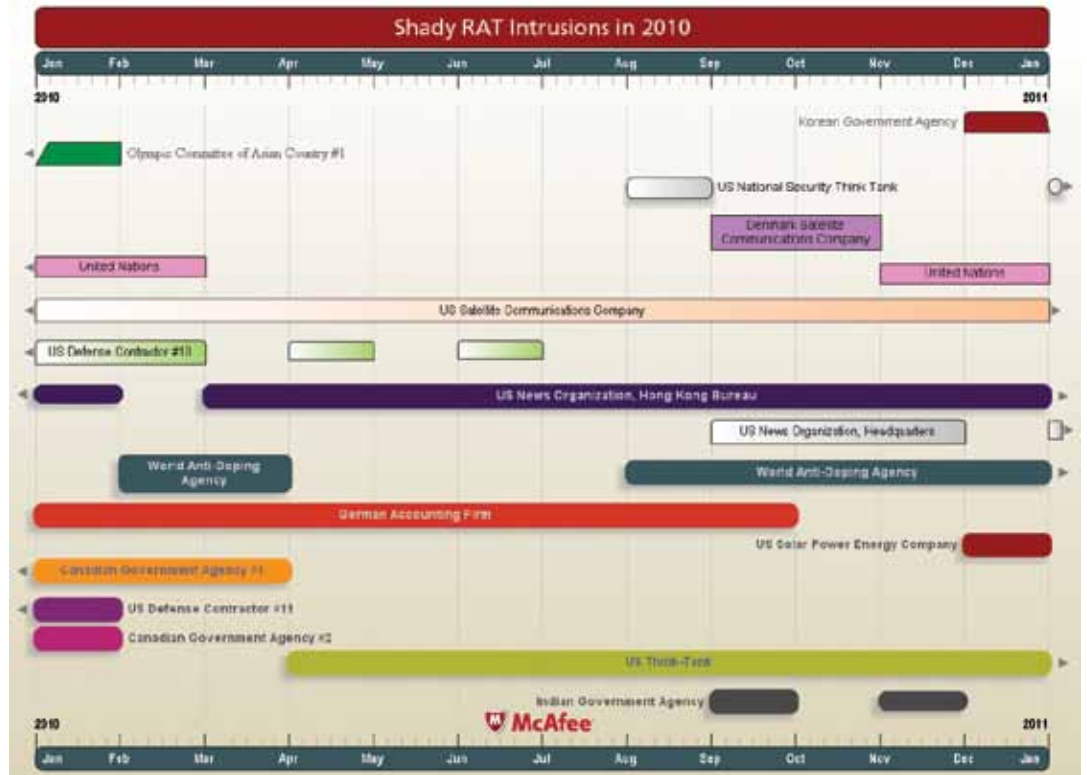 Shady RAT Intrusions in 2010
Jan Feb Mar Apr May Jun Jul Aug Sep Oct Nov Dec Jan
2010 2011
Korean Government Agency
Olympic Committee of Asian Country #1
US National Security Think Tank
Denmark Satellite
Communications Company
United Nations
United Nations
US Satellite Communications Company
US Defense Contractor #10
US News Organization, Hong Kong Bureau
US News Organization, Headquaters
World Anti-Doping
Agency
World Anti-Doping Agency
German Accounting Firm
US Solar Power Energy Company
Canadian Government Agency #1
US Defense Contractor #11
Canadian Government Agency #2
US Think-Tank
Indian Government Agency
2010 McAfee 2011
Jan Feb Mar Apr May Jun Jul Aug Sep Oct Nov Dec Jan